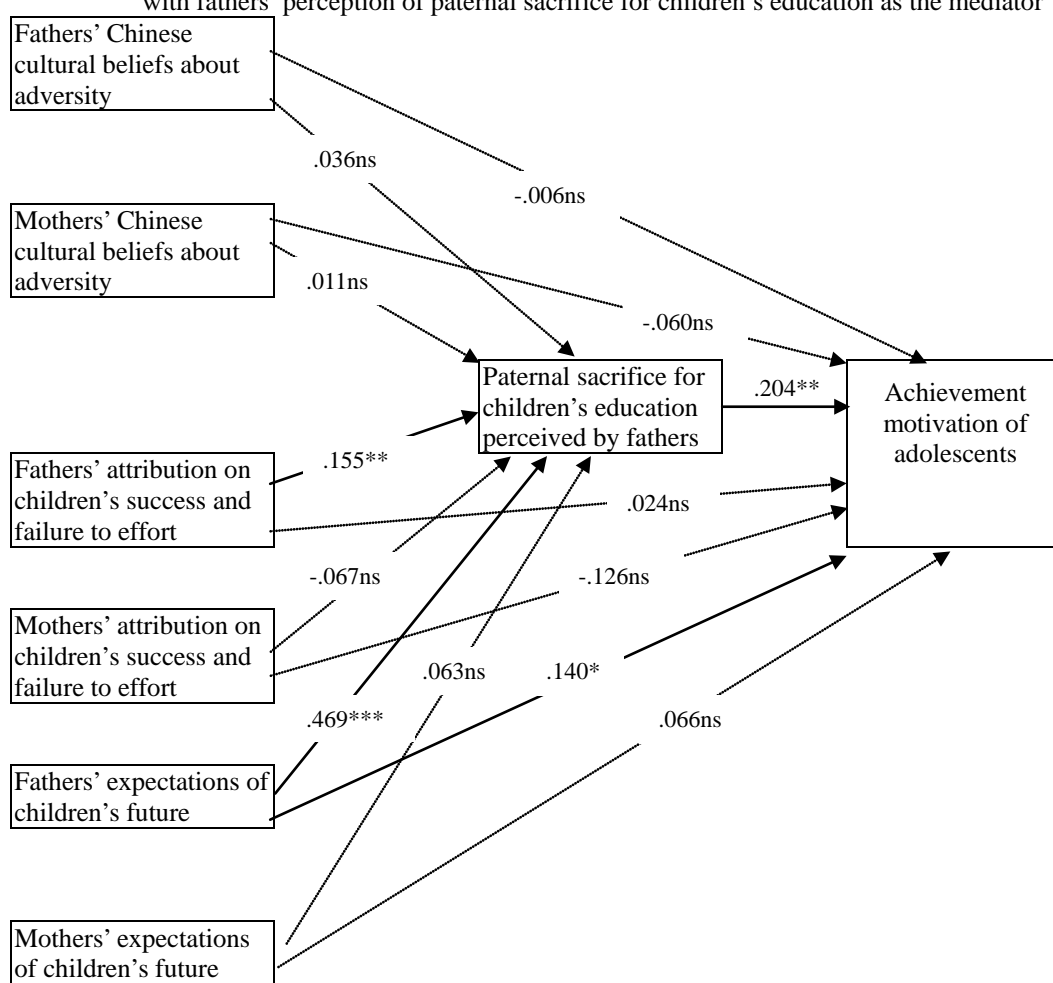 with fathers’ perception of paternal sacrifice for children’s education as the mediator
Fathers’ Chinese
cultural beliefs about
adversity
.036ns
-.006ns
Mothers’ Chinese
cultural beliefs about
adversity
.011ns
-.060ns
Paternal sacrifice for
children’s education
perceived by fathers
.204**
Achievement
motivation of
adolescents
Fathers’ attribution on
children’s success and
failure to effort
.155**
.024ns
-.067ns
-.126ns
Mothers’ attribution on
children’s success and
failure to effort
.063ns
.140*
.469***
.066ns
Fathers’ expectations of
children’s future
Mothers’ expectations
of children’s future